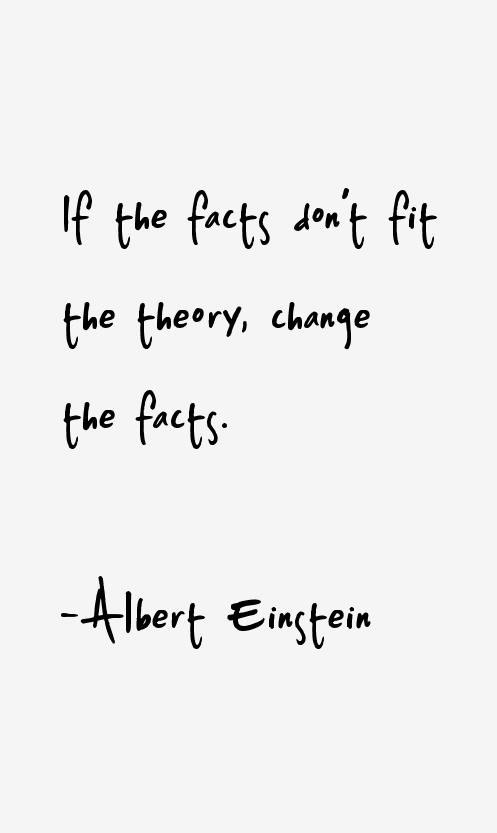 If the facts don't fit
the theory, change
the facts.
-Albert Einstein